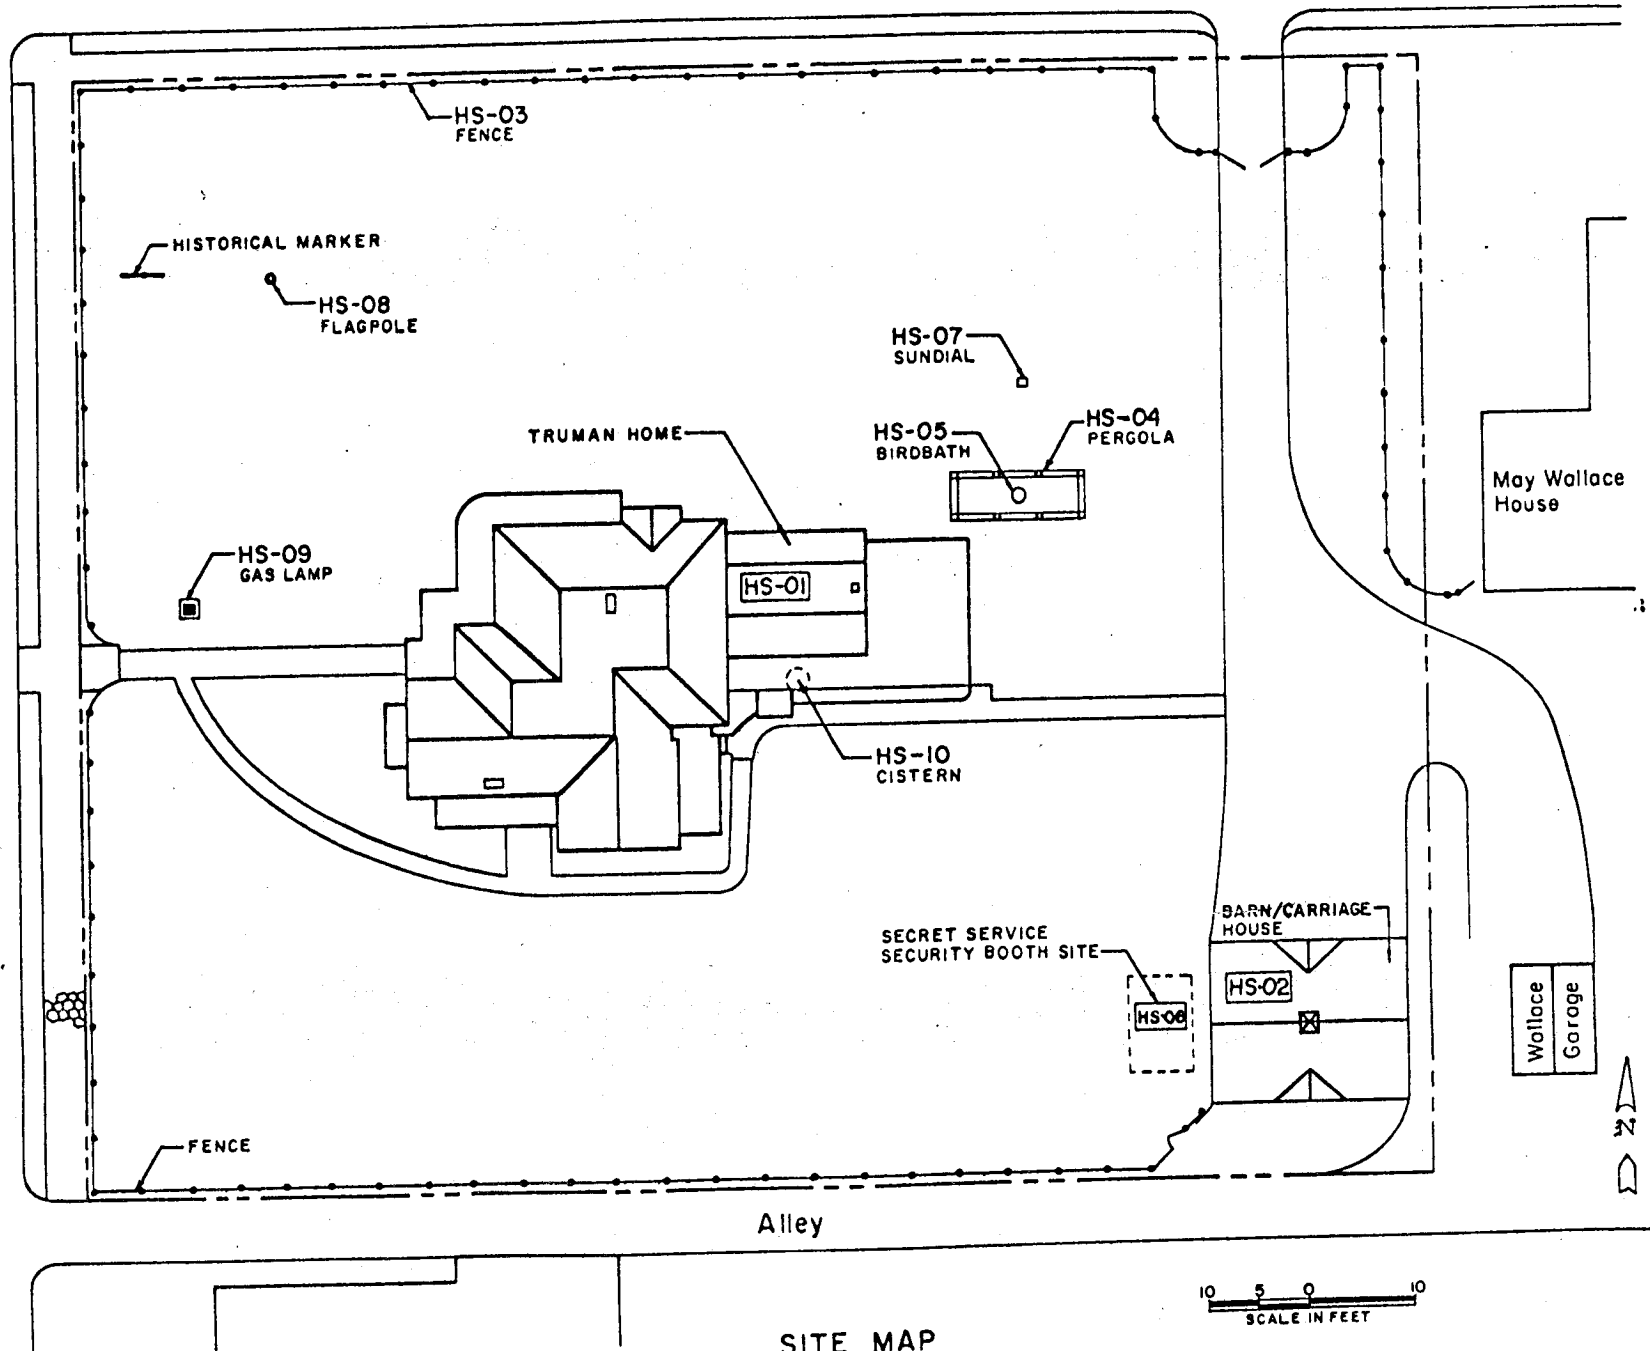 HS-03
FENCE
HISTORICAL MARKER
HS-08
FLAGPOLE
HS-07
SUNDIAL
HS-04
PERGOLA
HS-05
BIRDBATH
TRUMAN HOME
May Wallace
House
HS-09
GAS LAMP
HS-01
HS-10
CISTERN
BARN/CARRIAGE
HOUSE
SECRET SERVICE
SECURITY BOOTH SITE
HS-02
HS-06
Wallace
Garage
N
FENCE
Alley
10 5 0 10
SCALE IN FEET
SITE MAP